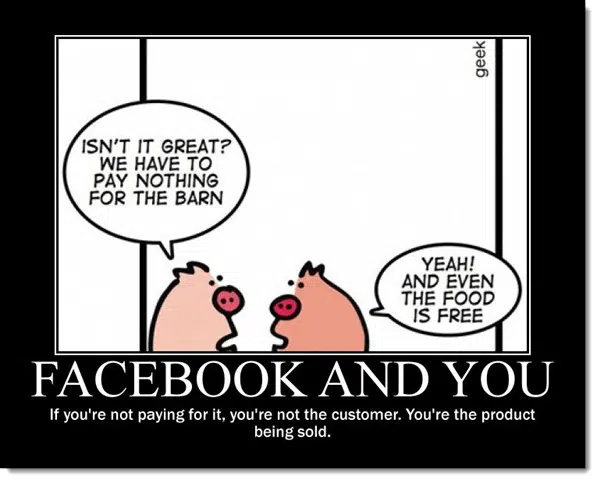 geek
ISN'T IT GREAT?
WE HAVE TO
PAY NOTHING
FOR THE BARN
YEAH!
AND EVEN
THE FOOD
IS FREE
FACEBOOK AND YOU
If you're not paying for it, you're not the customer. You're the product
being sold.